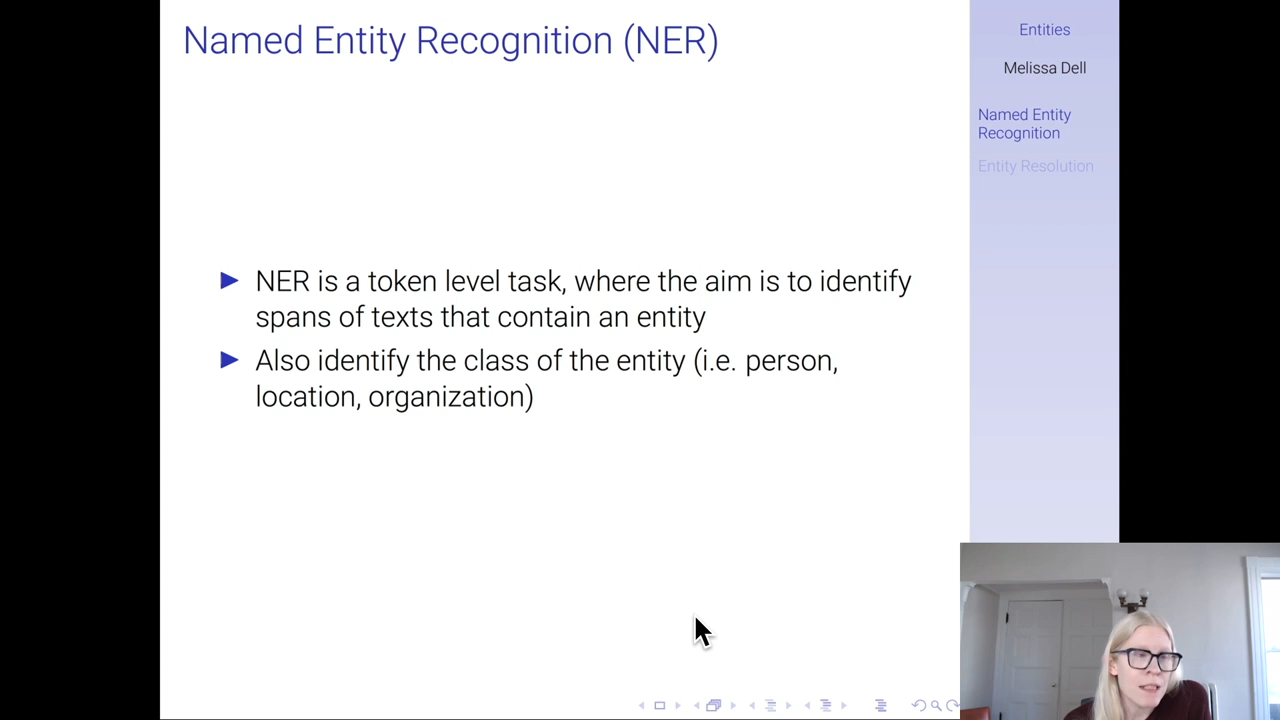 Named Entity Recognition (NER)
NER is a token level task, where the aim is to identify
spans of texts that contain an entity
Also identify the class of the entity (i.e. person,
location, organization)
Entities
Melissa Dell
Named Entity
Recognition
Entity Resolution